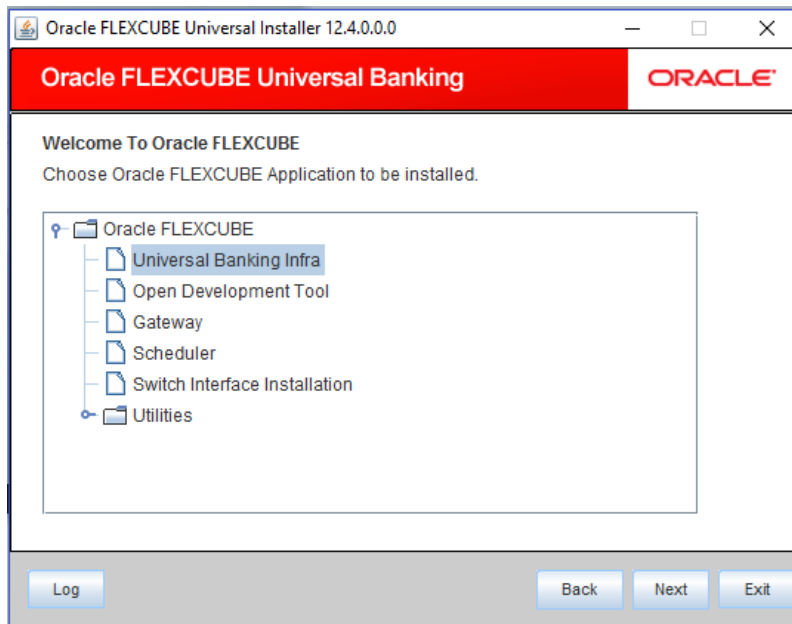 Oracle FLEXCUBE Universal Installer 12.4.0.0.0
Oracle FLEXCUBE Universal Banking
ORACLE
Welcome To Oracle FLEXCUBE
Choose Oracle FLEXCUBE Application to be installed.
Oracle FLEXCUBE
Universal Banking Infra
Open Development Tool
Gateway
Scheduler
Switch Interface Installation
Utilities
Log
Back
Next
Exit